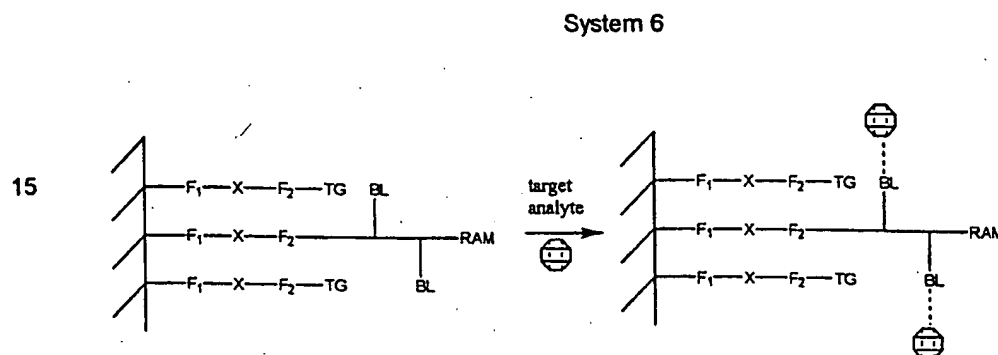 System 6
15
F₁—X—F₂—TG
BL
F₁—X—F₂
RAM
BL
F₁—X—F₂—TG
target
analyte
F₁—X—F₂—TG
BL
F₁—X—F₂
RAM
BL
F₁—X—F₂—TG